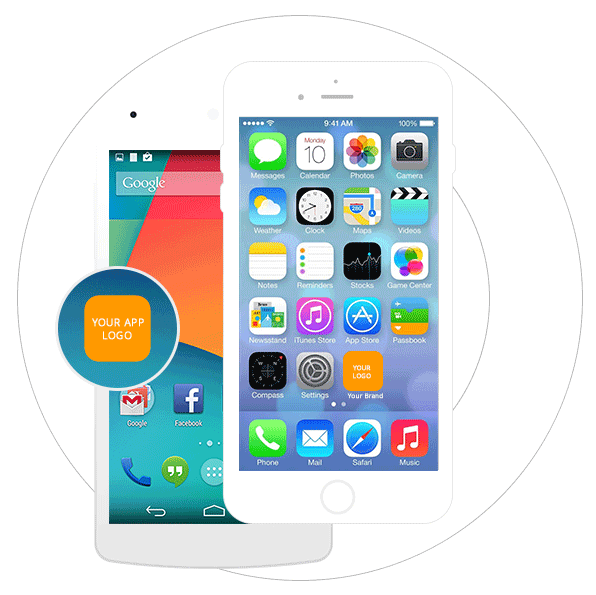 9:41 AM 100%
Monday
10
Messages Calendar Photos Camera
280
Weather Clock Maps Videos
Notes Reminders Stocks Game Center
Newsstand iTunes Store App Store Passbook
YOUR
LOGO
Compass Settings Your Brand
Phone Mail Safari Music
Google
YOUR APP
LOGO
Google Facebook